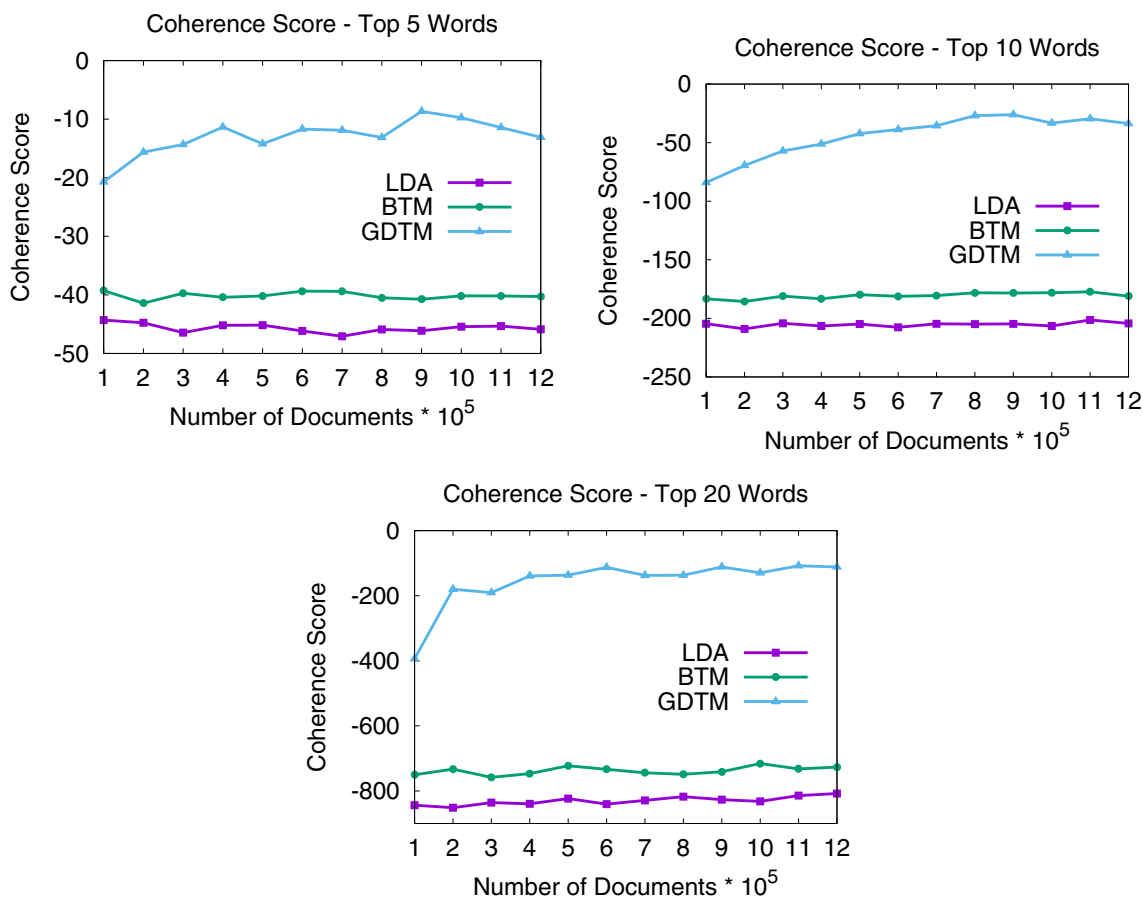 Coherence Score - Top 5 Words
0
-10
-20
-30
-40
-50
Coherence Score
LDA
BTM
GDTM
1 2 3 4 5 6 7 8 9 10 11 12
Number of Documents * 10^5
Coherence Score - Top 10 Words
0
-50
-100
-150
-200
-250
Coherence Score
LDA
BTM
GDTM
1 2 3 4 5 6 7 8 9 10 11 12
Number of Documents * 10^5
Coherence Score - Top 20 Words
0
-200
-400
-600
-800
Coherence Score
LDA
BTM
GDTM
1 2 3 4 5 6 7 8 9 10 11 12
Number of Documents * 10^5